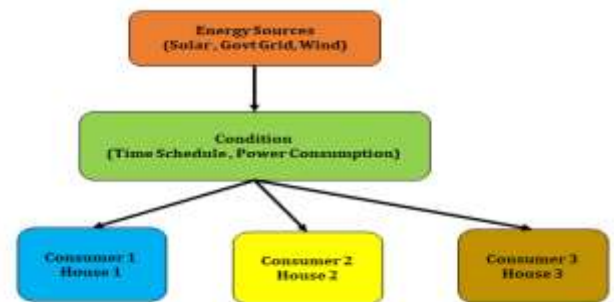 Energy Sources
(Solar , Govt Grid, Wind)
Condition
(Time Schedule , Power Consumption)
Consumer 1
House 1
Consumer 2
House 2
Consumer 3
House 3